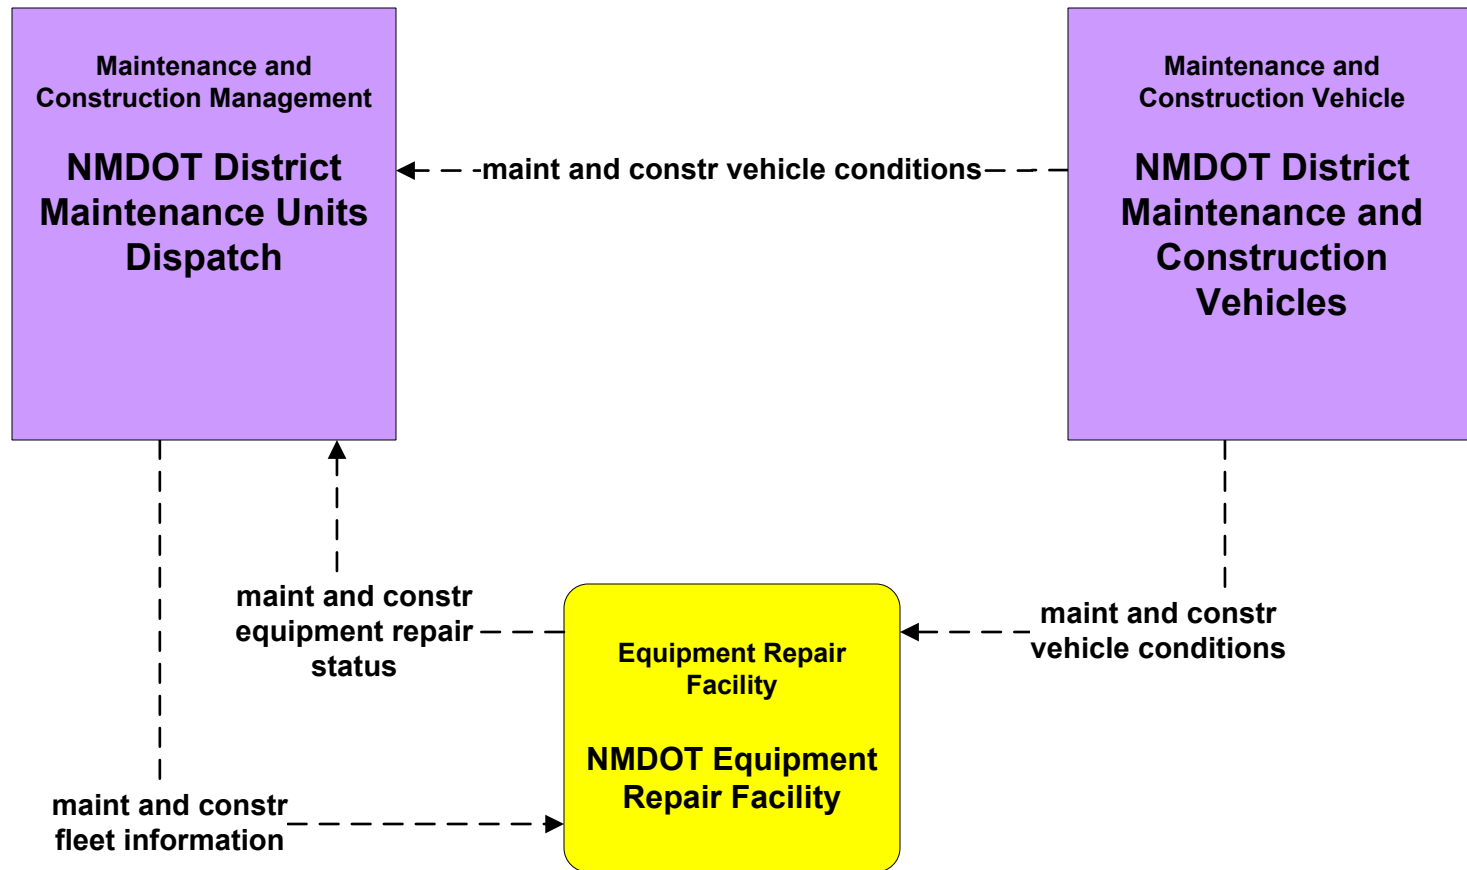 Maintenance and
Construction Management
NMDOT District
Maintenance Units
Dispatch
Maintenance and
Construction Vehicle
NMDOT District
Maintenance and
Construction
Vehicles
maint and constr vehicle conditions
maint and constr
equipment repair
status
Equipment Repair
Facility
NMDOT Equipment
Repair Facility
maint and constr
vehicle conditions
maint and constr
fleet information